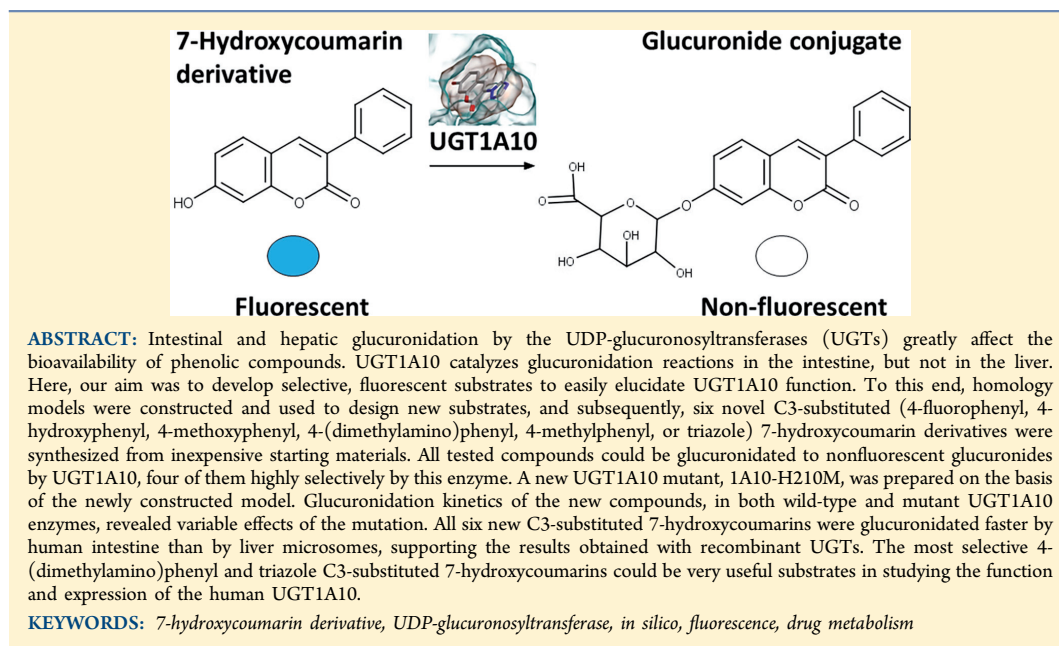 7-Hydroxycoumarin
derivative
Glucuronide conjugate
UGT1A10
HO
O
O
O
OH
O
O
OH
HO
OH
O
O
O
Fluorescent
Non-fluorescent
ABSTRACT: Intestinal and hepatic glucuronidation by the UDP-glucuronosyltransferases (UGTs) greatly affect the
bioavailability of phenolic compounds. UGT1A10 catalyzes glucuronidation reactions in the intestine, but not in the liver.
Here, our aim was to develop selective, fluorescent substrates to easily elucidate UGT1A10 function. To this end, homology
models were constructed and used to design new substrates, and subsequently, six novel C3-substituted (4-fluorophenyl, 4-
hydroxyphenyl, 4-methoxyphenyl, 4-(dimethylamino)phenyl, 4-methylphenyl, or triazole) 7-hydroxycoumarin derivatives were
synthesized from inexpensive starting materials. All tested compounds could be glucuronidated to nonfluorescent glucuronides
by UGT1A10, four of them highly selectively by this enzyme. A new UGT1A10 mutant, 1A10-H210M, was prepared on the basis
of the newly constructed model. Glucuronidation kinetics of the new compounds, in both wild-type and mutant UGT1A10
enzymes, revealed variable effects of the mutation. All six new C3-substituted 7-hydroxycoumarins were glucuronidated faster by
human intestine than by liver microsomes, supporting the results obtained with recombinant UGTs. The most selective 4-
(dimethylamino)phenyl and triazole C3-substituted 7-hydroxycoumarins could be very useful substrates in studying the function
and expression of the human UGT1A10.
KEYWORDS: 7-hydroxycoumarin derivative, UDP-glucuronosyltransferase, in silico, fluorescence, drug metabolism